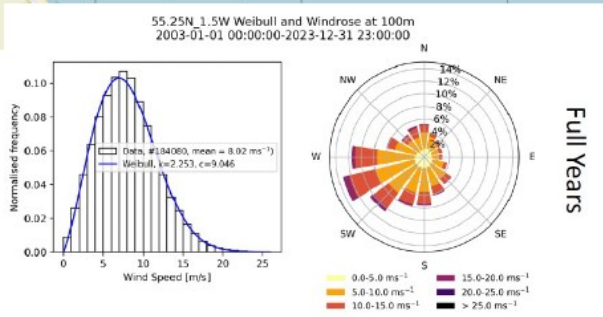 55.25N_1.5W Weibull and Windrose at 100m
2003-01-01 00:00:00-2023-12-31 23:00:00
Normalised frequency
0.10
0.08
0.06
0.04
0.02
0.00
Data, #184080, mean = 8.02 ms⁻¹)
Weibull, k=2.253, c=9.046
0 5 10 15 20 25
Wind Speed [m/s]
N
NE
E
SE
S
SW
W
NW
14%
12%
10%
8%
6%
4%
2%
0.0-5.0 ms⁻¹
5.0-10.0 ms⁻¹
10.0-15.0 ms⁻¹
15.0-20.0 ms⁻¹
20.0-25.0 ms⁻¹
> 25.0 ms⁻¹
Full Years